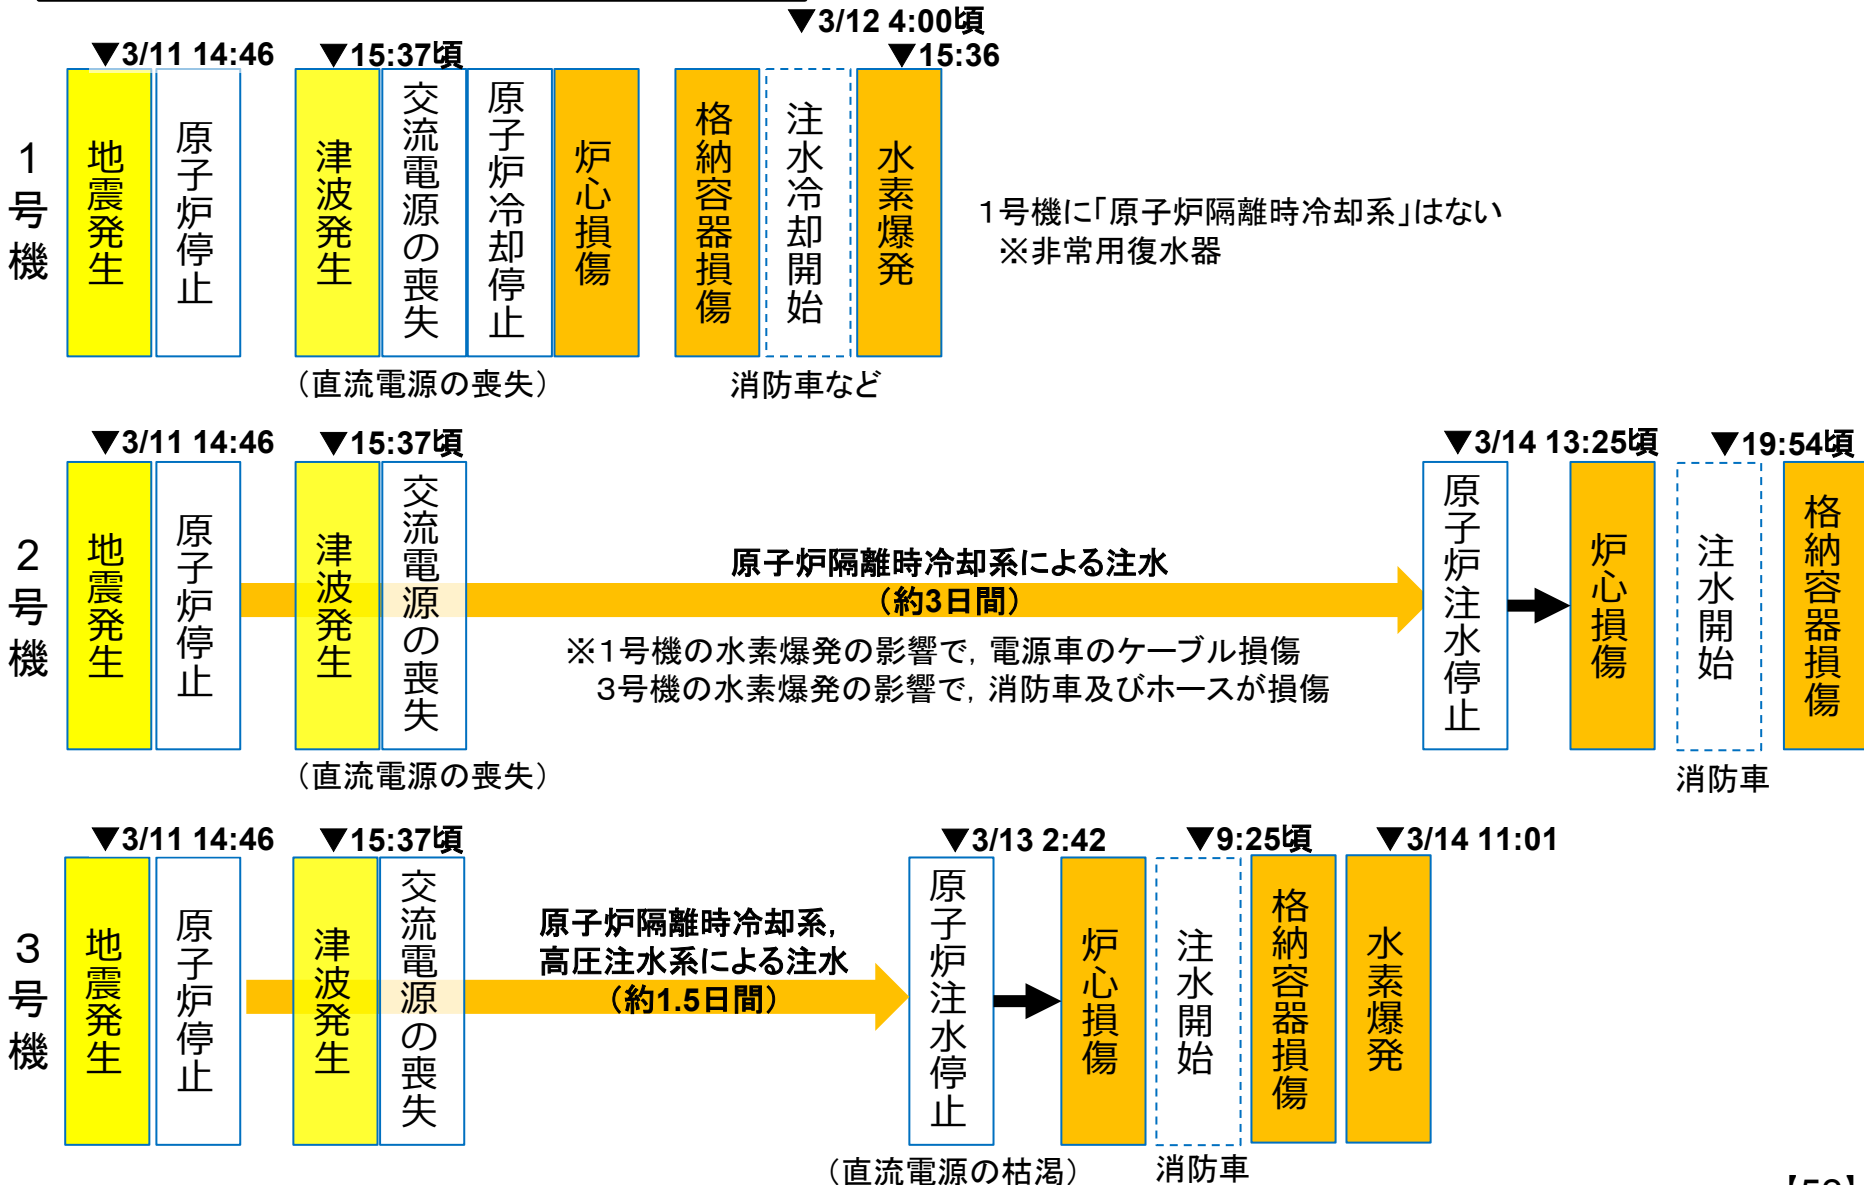 ▼3/12 4:00頃
▼3/11 14:46
▼15:37頃
▼15:36
1号機
地震発生
原子炉停止
津波発生
交流電源の喪失
原子炉冷却停止
炉心損傷
格納容器損傷
注水冷却開始
水素爆発
1号機に「原子炉隔離時冷却系」はない
※非常用復水器
（直流電源の喪失）
消防車など
▼3/11 14:46
▼15:37頃
▼3/14 13:25頃
▼19:54頃
2号機
地震発生
原子炉停止
津波発生
交流電源の喪失
原子炉隔離時冷却系による注水
（約3日間）
※1号機の水素爆発の影響で，電源車のケーブル損傷
3号機の水素爆発の影響で，消防車及びホースが損傷
原子炉注水停止
炉心損傷
注水開始
格納容器損傷
（直流電源の喪失）
消防車
▼3/11 14:46
▼15:37頃
▼3/13 2:42
▼9:25頃
▼3/14 11:01
3号機
地震発生
原子炉停止
津波発生
交流電源の喪失
原子炉隔離時冷却系，
高圧注水系による注水
（約1.5日間）
原子炉注水停止
炉心損傷
注水開始
格納容器損傷
水素爆発
（直流電源の枯渇）
消防車